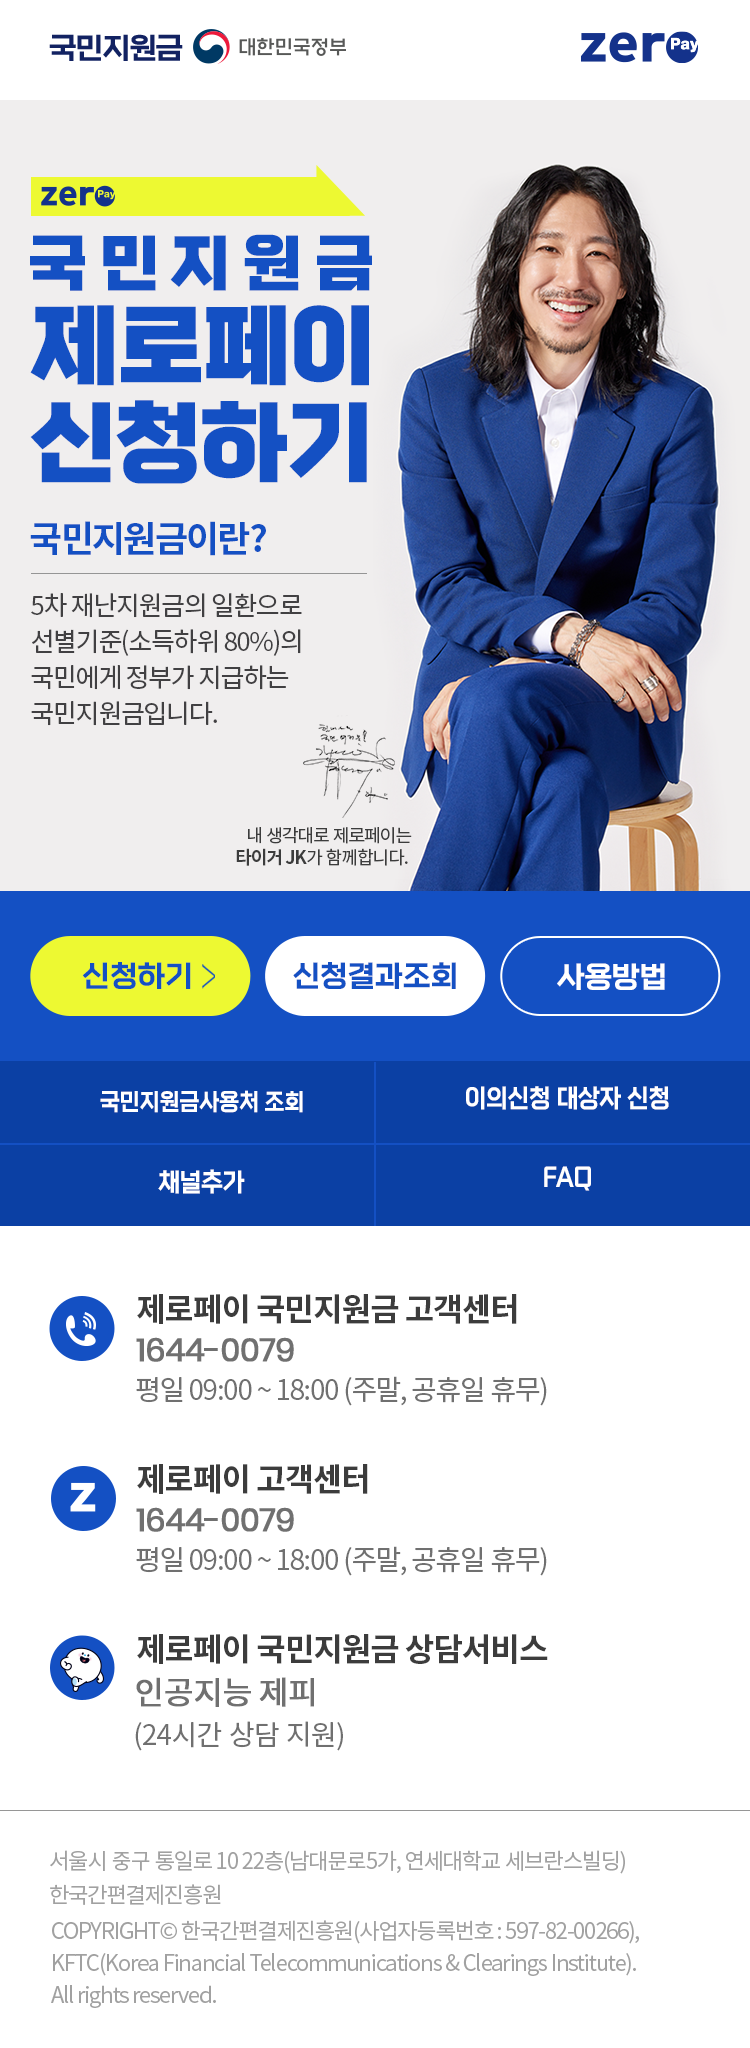 국민지원금 대한민국정부 zero Pay
zero Pay
국민지원금
제로페이
신청하기
국민지원금이란?
5차 재난지원금의 일환으로
선별기준(소득하위 80%)의
국민에게 정부가 지급하는
국민지원금입니다.
내 생각대로 제로페이는
타이거 JK가 함께합니다.
신청하기 > 신청결과조회 사용방법
국민지원금사용처 조회 이의신청 대상자 신청
채널추가 FAQ
제로페이 국민지원금 고객센터
1644-0079
평일 09:00 ~ 18:00 (주말, 공휴일 휴무)
Z
제로페이 고객센터
1644-0079
평일 09:00 ~ 18:00 (주말, 공휴일 휴무)
제로페이 국민지원금 상담서비스
인공지능 제피
(24시간 상담 지원)
서울시 중구 통일로 10 22층(남대문로5가, 연세대학교 세브란스빌딩)
한국간편결제진흥원
COPYRIGHT© 한국간편결제진흥원(사업자등록번호 : 597-82-00266),
KFTC(Korea Financial Telecommunications & Clearings Institute).
All rights reserved.